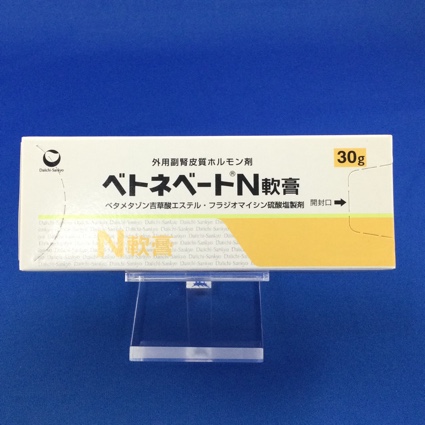 Daiichi-Sankyo
外用副腎皮質ホルモン剤
30g
ベトネベート®N軟膏
ベタメタゾン吉草酸エステル・フラジオマイシン硫酸塩製剤
開封口
N軟膏